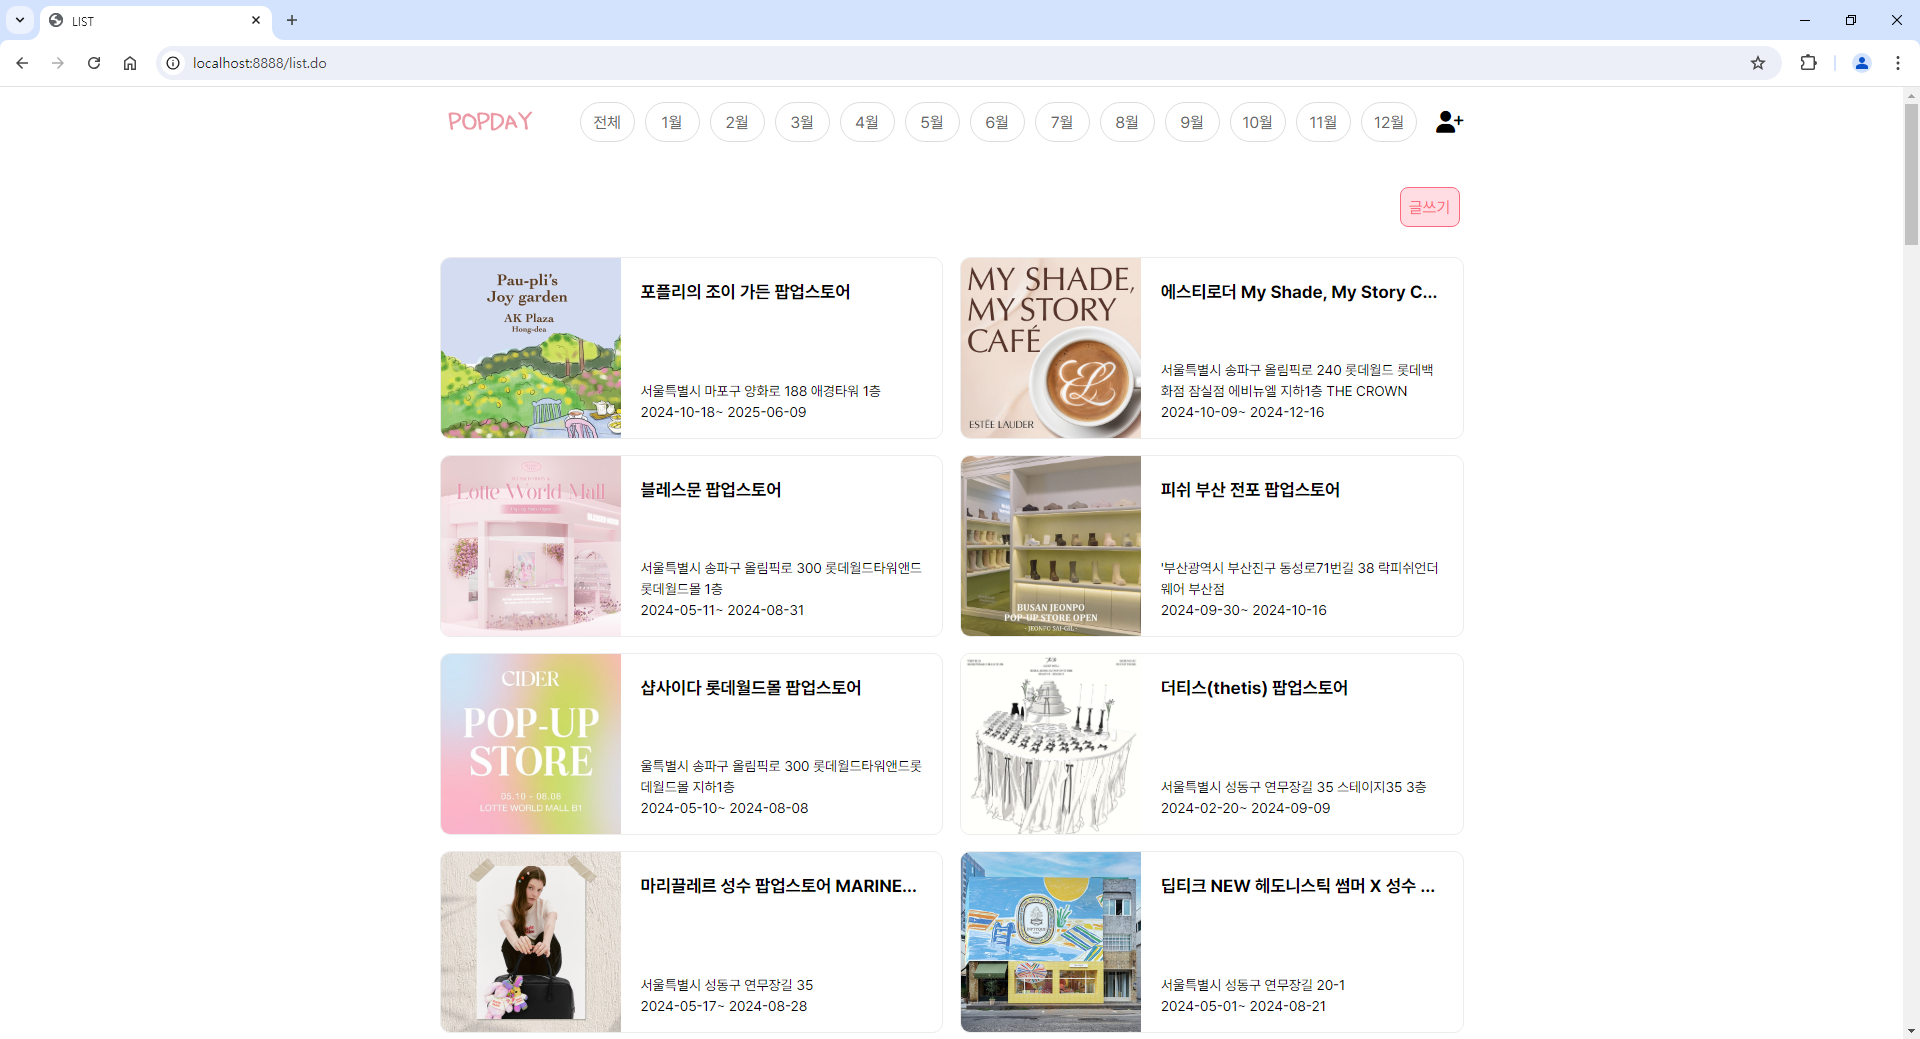 LIST
localhost:8888/list.do
POPDAY
전체 1월 2월 3월 4월 5월 6월 7월 8월 9월 10월 11월 12월
글쓰기
Pau-pli's
Joy garden
AK Plaza
Hong-dea
포플리의 조이 가든 팝업스토어
서울특별시 마포구 양화로 188 애경타워 1층
2024-10-18~ 2025-06-09
MY SHADE,
MY STORY
CAFÉ
ESTÉE LAUDER
에스티로더 My Shade, My Story C...
서울특별시 송파구 올림픽로 240 롯데월드 롯데백
화점 잠실점 에비뉴엘 지하1층 THE CROWN
2024-10-09~ 2024-12-16
Lotte World Mall
블레스문 팝업스토어
서울특별시 송파구 올림픽로 300 롯데월드타워앤드
롯데월드몰 1층
2024-05-11~ 2024-08-31
BUSAN JEONPO
POP-UP STORE OPEN
- JEONPO SAI-GIL -
피쉬 부산 전포 팝업스토어
'부산광역시 부산진구 동성로71번길 38 락피쉬언더
웨어 부산점
2024-09-30~ 2024-10-16
CIDER
POP-UP
STORE
05.10 - 06.06
LOTTE WORLD MALL B1
샵사이다 롯데월드몰 팝업스토어
울특별시 송파구 올림픽로 300 롯데월드타워앤드롯
데월드몰 지하1층
2024-05-10~ 2024-08-08
더티스(thetis) 팝업스토어
서울특별시 성동구 연무장길 35 스테이지35 3층
2024-02-20~ 2024-09-09
마리끌레르 성수 팝업스토어 MARINE...
서울특별시 성동구 연무장길 35
2024-05-17~ 2024-08-28
딥티크 NEW 헤도니스틱 썸머 X 성수 ...
서울특별시 성동구 연무장길 20-1
2024-05-01~ 2024-08-21